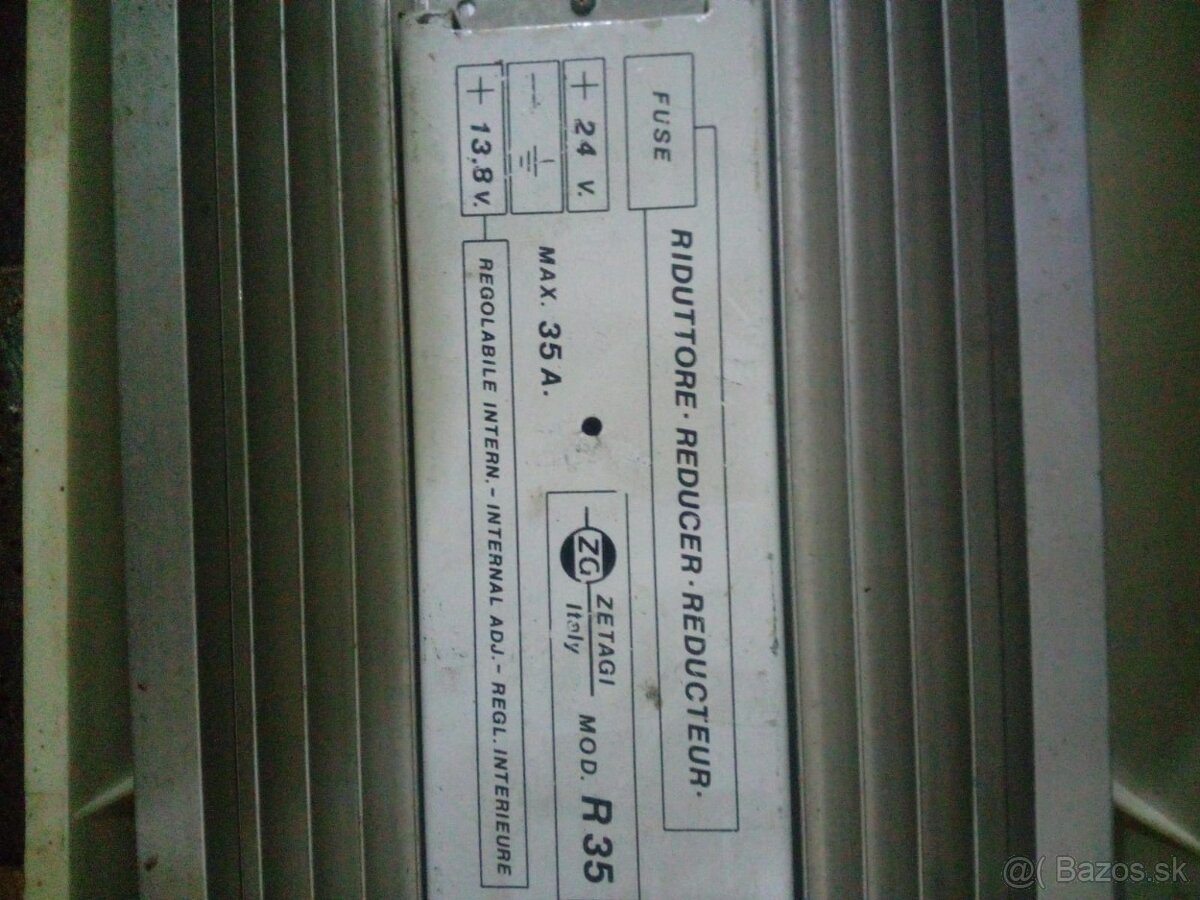 FUSE
RIDUTTORE · REDUCER · REDUCTEUR ·
+ 24 V.
-
+ 13,8 V.
MAX. 35 A.
ZG ZETAGI
Italy
MOD. R 35
REGOLABILE INTERN. - INTERNAL ADJ. - REGL. INTERIEURE
@( Bazos.sk